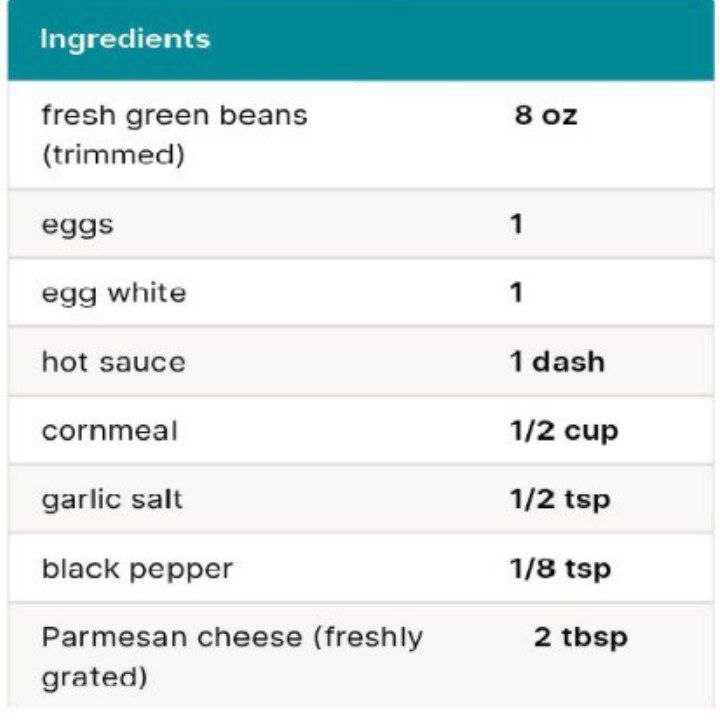 Ingredients
fresh green beans 8 oz
(trimmed)
eggs 1
egg white 1
hot sauce 1 dash
cornmeal 1/2 cup
garlic salt 1/2 tsp
black pepper 1/8 tsp
Parmesan cheese (freshly 2 tbsp
grated)